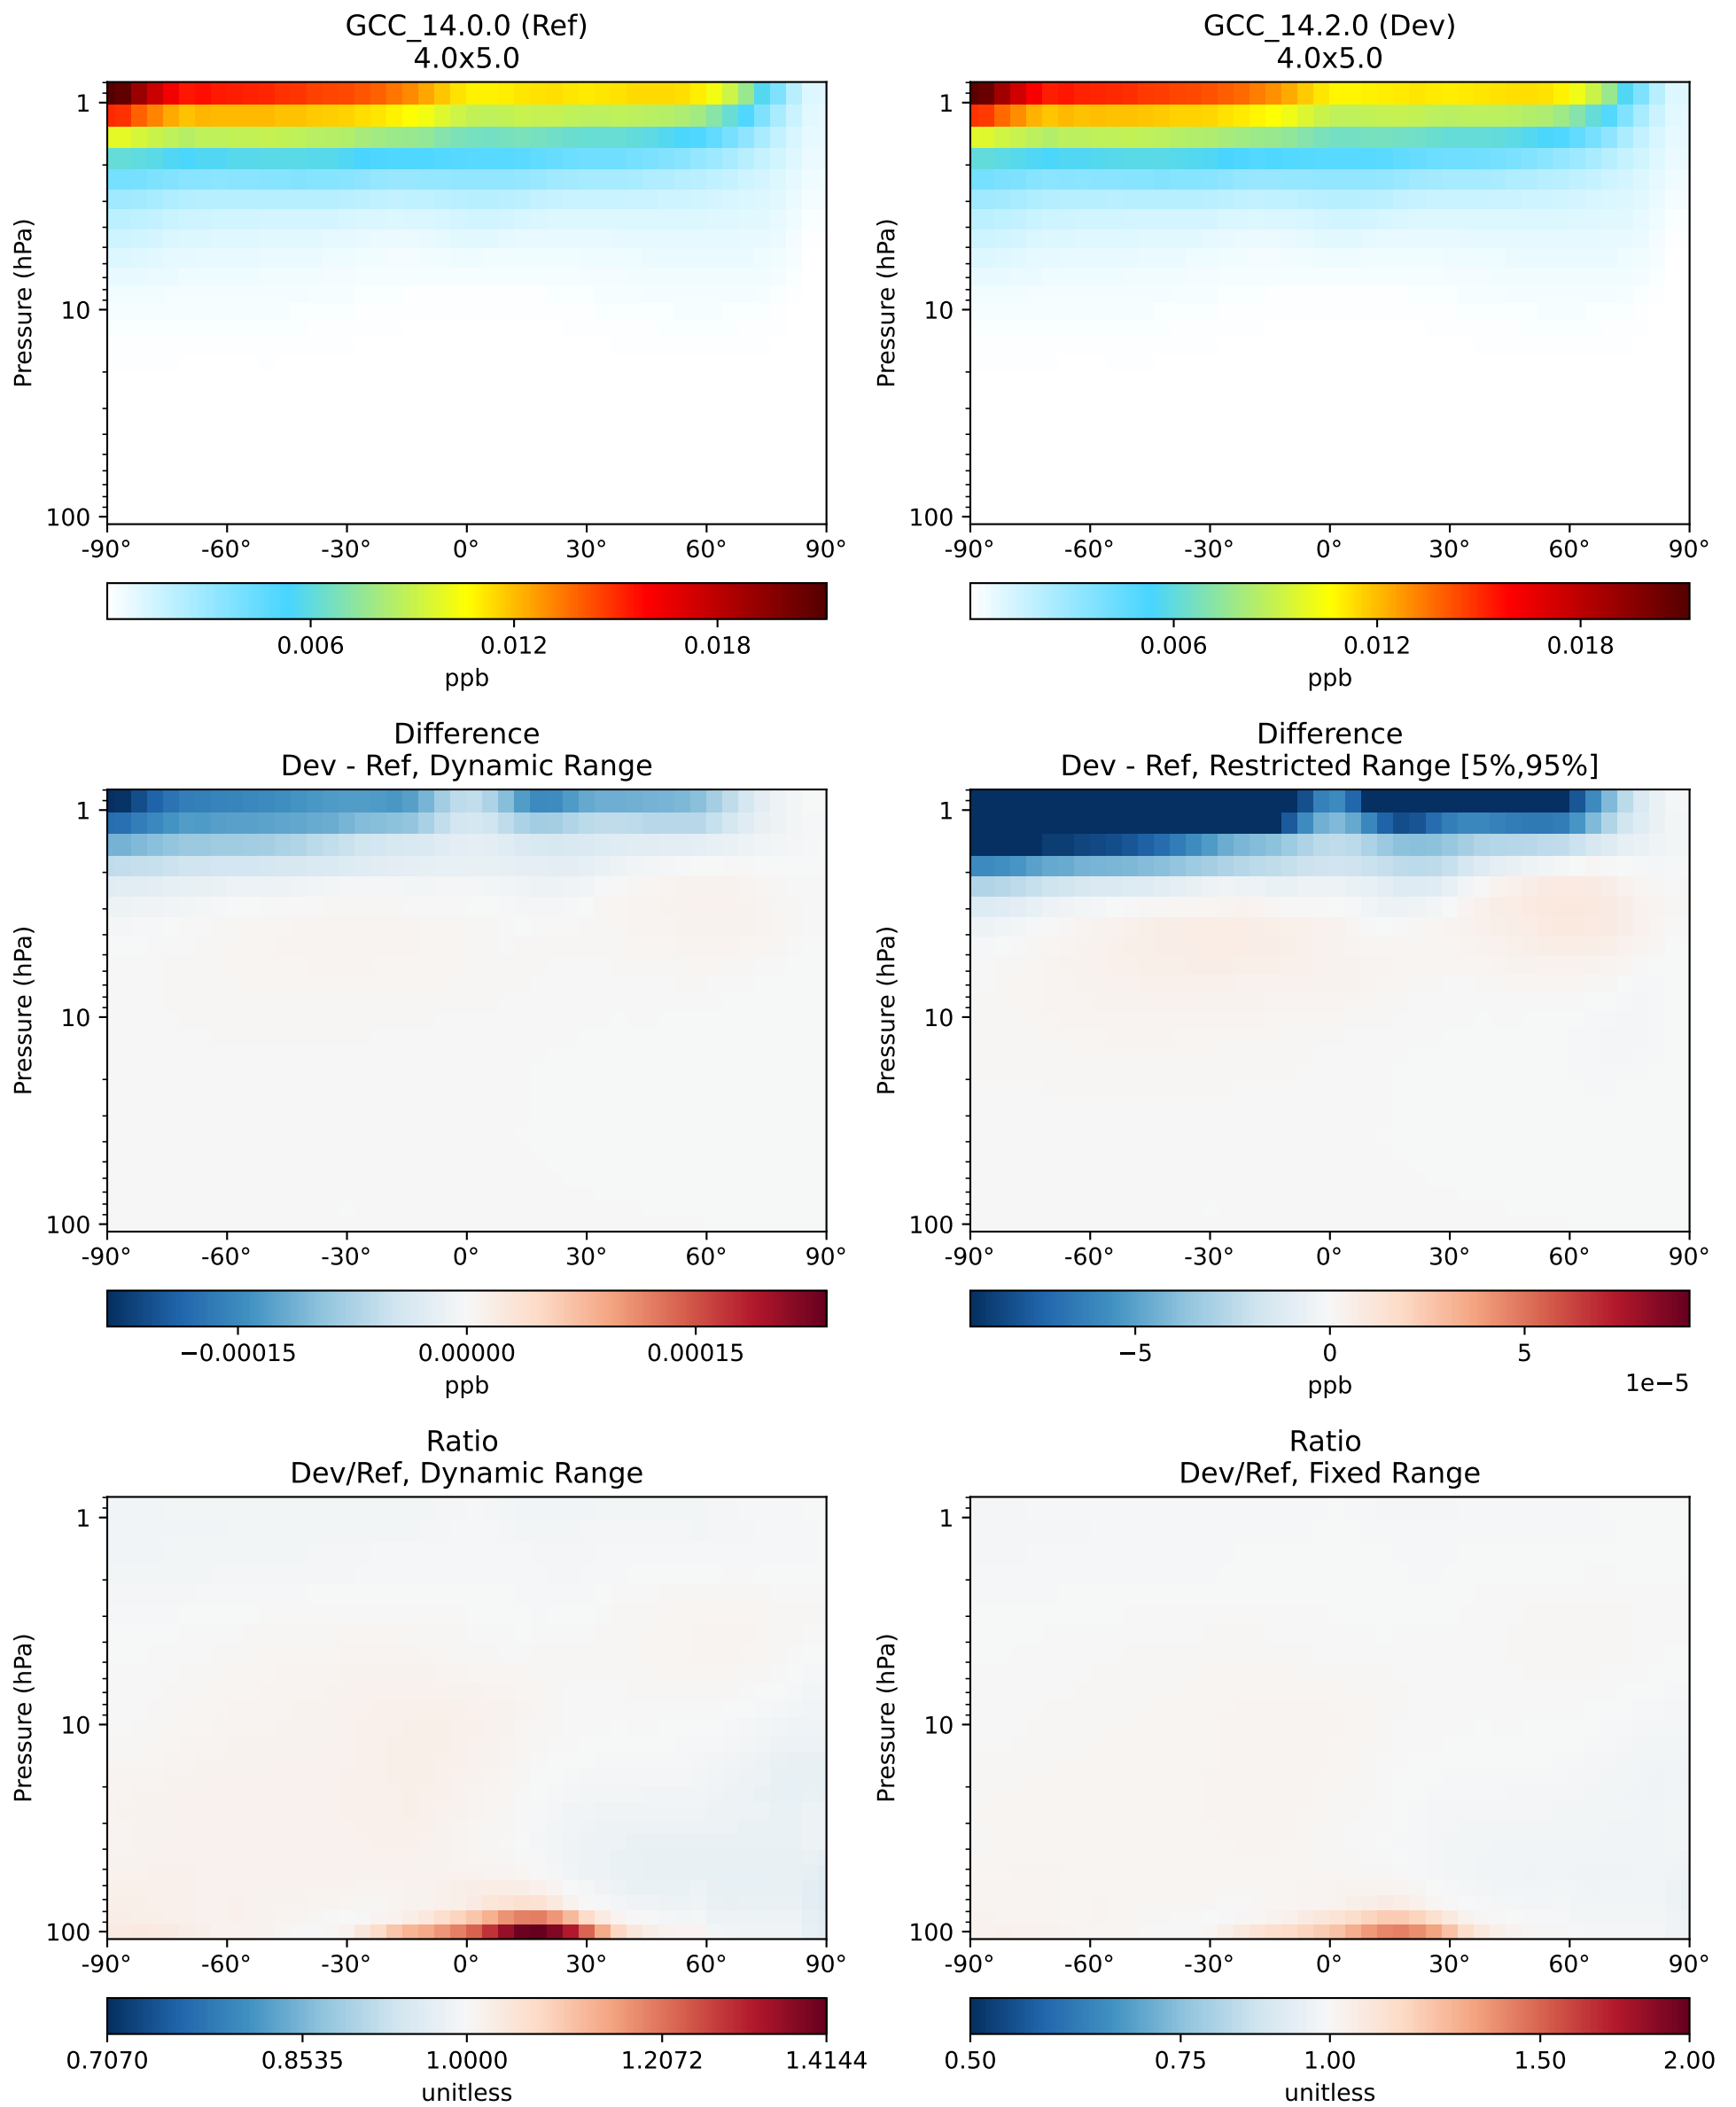 GCC_14.0.0 (Ref)
4.0x5.0
GCC_14.2.0 (Dev)
4.0x5.0
Pressure (hPa)
1
10
100
-90° -60° -30° 0° 30° 60° 90°
0.006 0.012 0.018
ppb
Pressure (hPa)
1
10
100
-90° -60° -30° 0° 30° 60° 90°
0.006 0.012 0.018
ppb
Difference
Dev - Ref, Dynamic Range
Pressure (hPa)
1
10
100
-90° -60° -30° 0° 30° 60° 90°
−0.00015 0.00000 0.00015
ppb
Difference
Dev - Ref, Restricted Range [5%,95%]
Pressure (hPa)
1
10
100
-90° -60° -30° 0° 30° 60° 90°
−5 0 5
ppb
1e−5
Ratio
Dev/Ref, Dynamic Range
Pressure (hPa)
1
10
100
-90° -60° -30° 0° 30° 60° 90°
0.7070 0.8535 1.0000 1.2072 1.4144
unitless
Ratio
Dev/Ref, Fixed Range
Pressure (hPa)
1
10
100
-90° -60° -30° 0° 30° 60° 90°
0.50 0.75 1.00 1.50 2.00
unitless